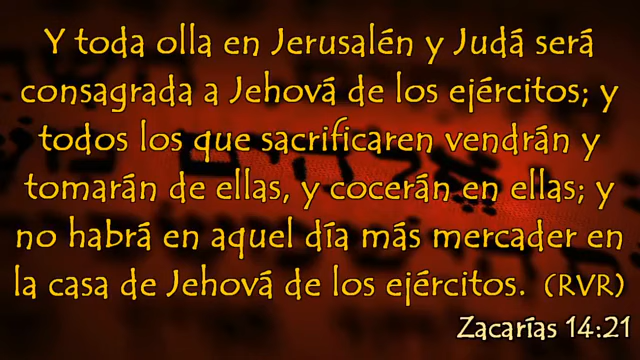 Y toda olla en Jerusalén y Judá será
consagrada a Jehová de los ejércitos; y
todos los que sacrificaren vendrán y
tomarán de ellas, y cocerán en ellas; y
no habrá en aquel día más mercader en
la casa de Jehová de los ejércitos. (RVR)
Zacarías 14:21